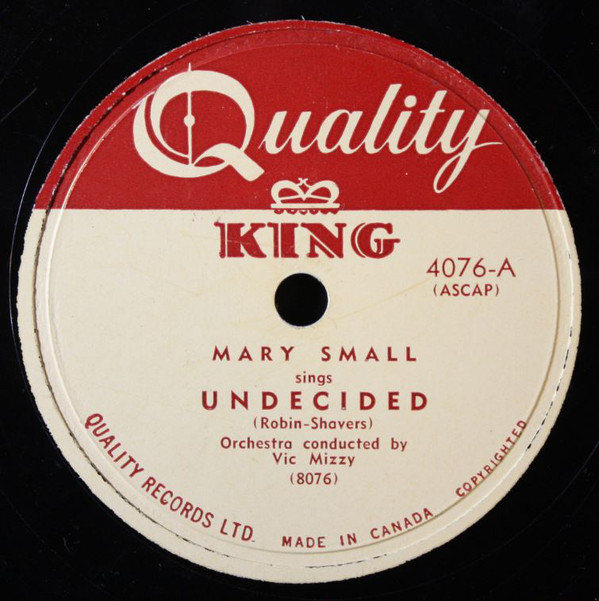 Quality
KING
4076-A
(ASCAP)
MARY SMALL
sings
UNDECIDED
(Robin-Shavers)
Orchestra conducted by
Vic Mizzy
(8076)
QUALITY RECORDS LTD. MADE IN CANADA COPYRIGHTED